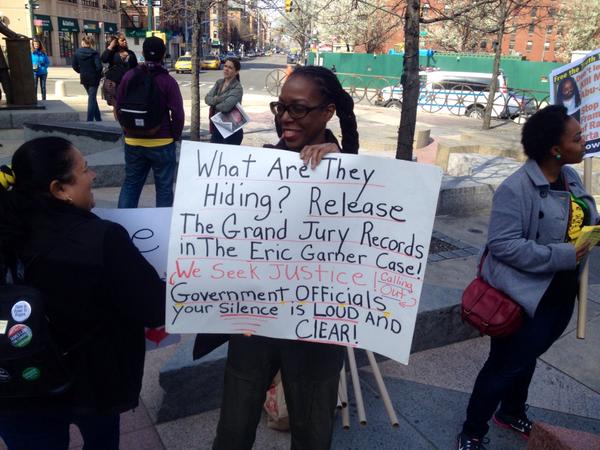 What Are They
Hiding? Release
The Grand Jury Records
in The Eric Garner Case!
We Seek JUSTICE
Calling
Out
Government Officials
your Silence is LOUD AND
CLEAR!
e